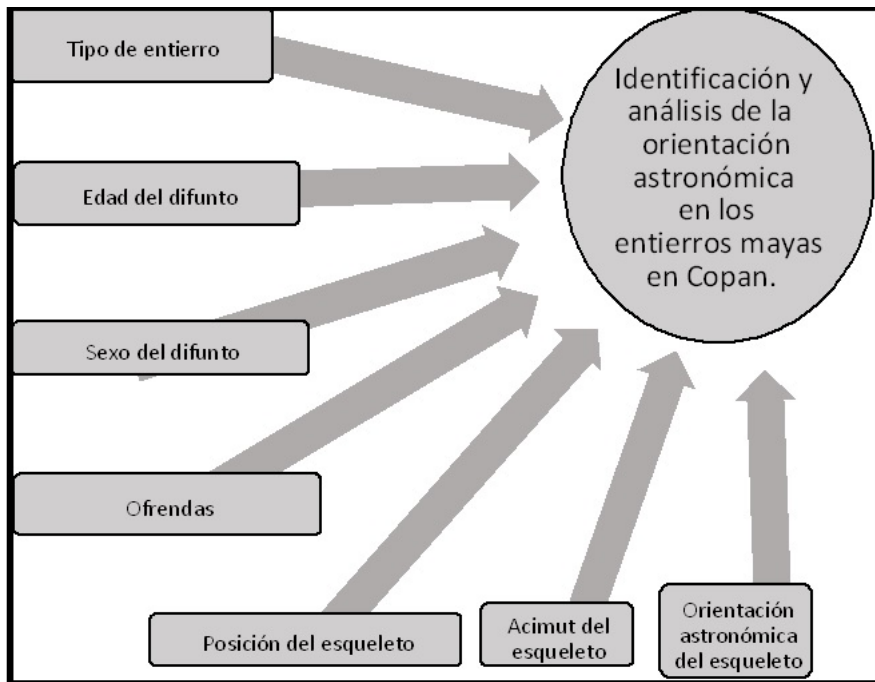 Tipo de entierro
Identificación y
análisis de la
orientación
astronómica
en los
entierros mayas
en Copan.
Edad del difunto
Sexo del difunto
Ofrendas
Posición del esqueleto
Acimut del
esqueleto
Orientación
astronómica
del esqueleto